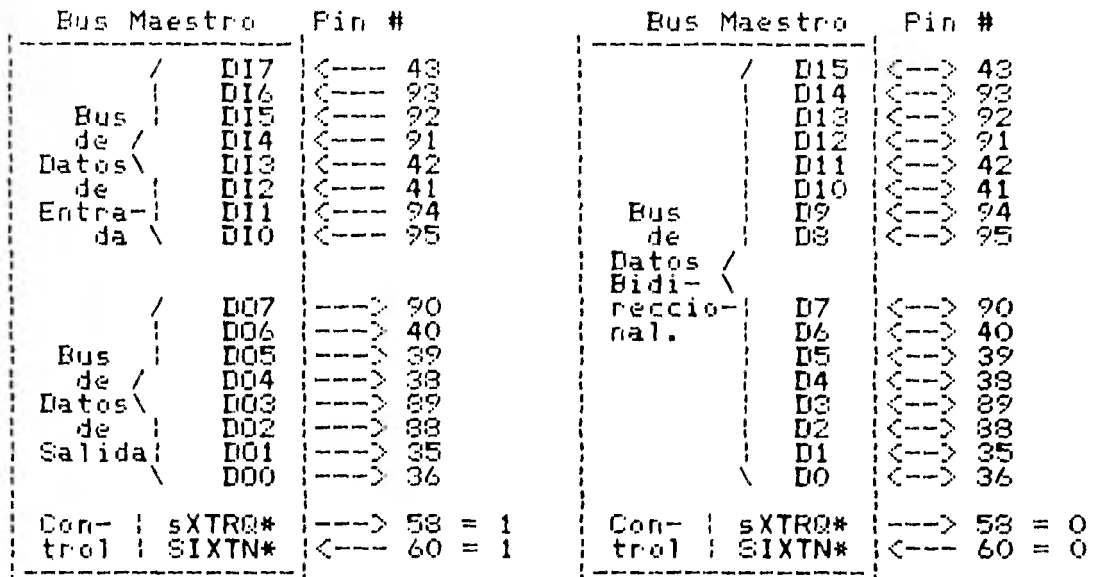 Bus Maestro Pin #
DI7 <--- 43
DI6 <--- 93
Bus DI5 <--- 92
de DI4 <--- 91
Datos DI3 <--- 42
de DI2 <--- 41
Entra- DI1 <--- 94
da DI0 <--- 95
DO7 ---> 90
DO6 ---> 40
Bus DO5 ---> 39
de DO4 ---> 38
Datos DO3 ---> 89
de DO2 ---> 88
Salida DO1 ---> 35
DO0 ---> 36
Con- | sXTRQ* ---> 58 = 1
trol | SIXTN* <--- 60 = 1
Bus Maestro Pin #
D15 <--> 43
D14 <--> 93
D13 <--> 92
D12 <--> 91
D11 <--> 42
D10 <--> 41
Bus D9 <--> 94
de D8 <--> 95
Datos
Bidi-
reccio- D7 <--> 90
nal. D6 <--> 40
D5 <--> 39
D4 <--> 38
D3 <--> 89
D2 <--> 88
D1 <--> 35
D0 <--> 36
Con- | sXTRQ* ---> 58 = 0
trol | SIXTN* <--- 60 = 0